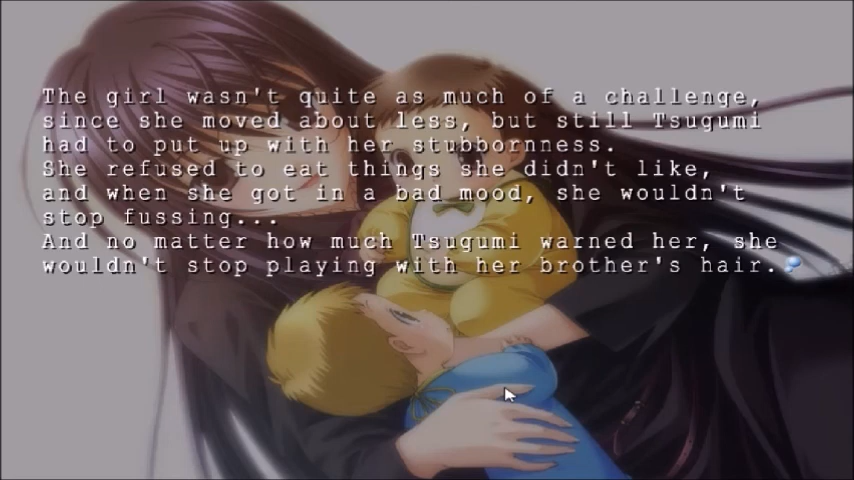 The girl wasn't quite as much of a challenge,
since she moved about less, but still Tsugumi
had to put up with her stubbornness.
She refused to eat things she didn't like,
and when she got in a bad mood, she wouldn't
stop fussing...
And no matter how much Tsugumi warned her, she
wouldn't stop playing with her brother's hair.